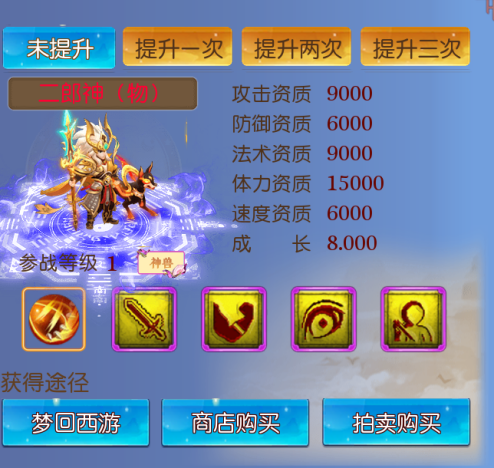 未提升 提升一次 提升两次 提升三次
二郎神（物）
攻击资质 9000
防御资质 6000
法术资质 9000
体力资质 15000
速度资质 6000
成 长 8.000
参战等级 1 神兽
获得途径
梦回西游 商店购买 拍卖购买